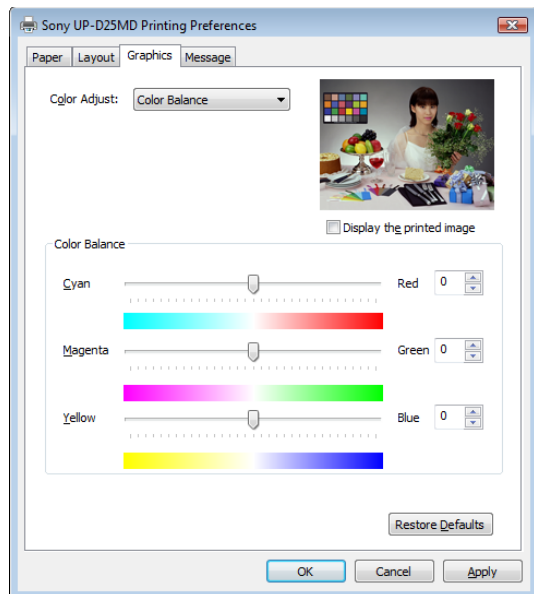 Sony UP-D25MD Printing Preferences
Paper Layout Graphics Message
Color Adjust: Color Balance
Display the printed image
Color Balance
Cyan Red 0
Magenta Green 0
Yellow Blue 0
Restore Defaults
OK Cancel Apply